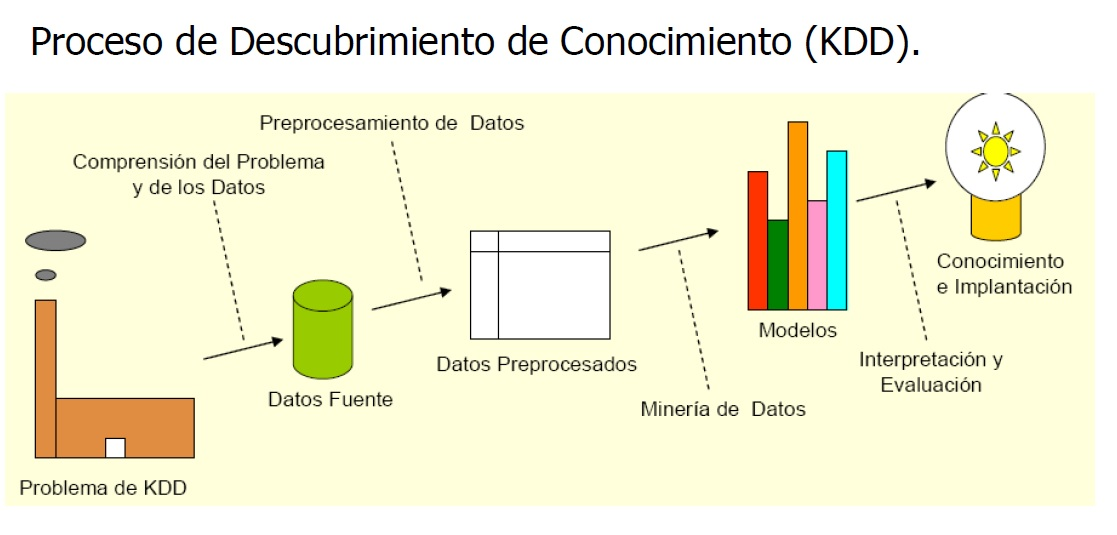 Proceso de Descubrimiento de Conocimiento (KDD).
Preprocesamiento de Datos
Comprensión del Problema
y de los Datos
Conocimiento
e Implantación
Modelos
Datos Preprocesados
Interpretación y
Evaluación
Datos Fuente
Minería de Datos
Problema de KDD